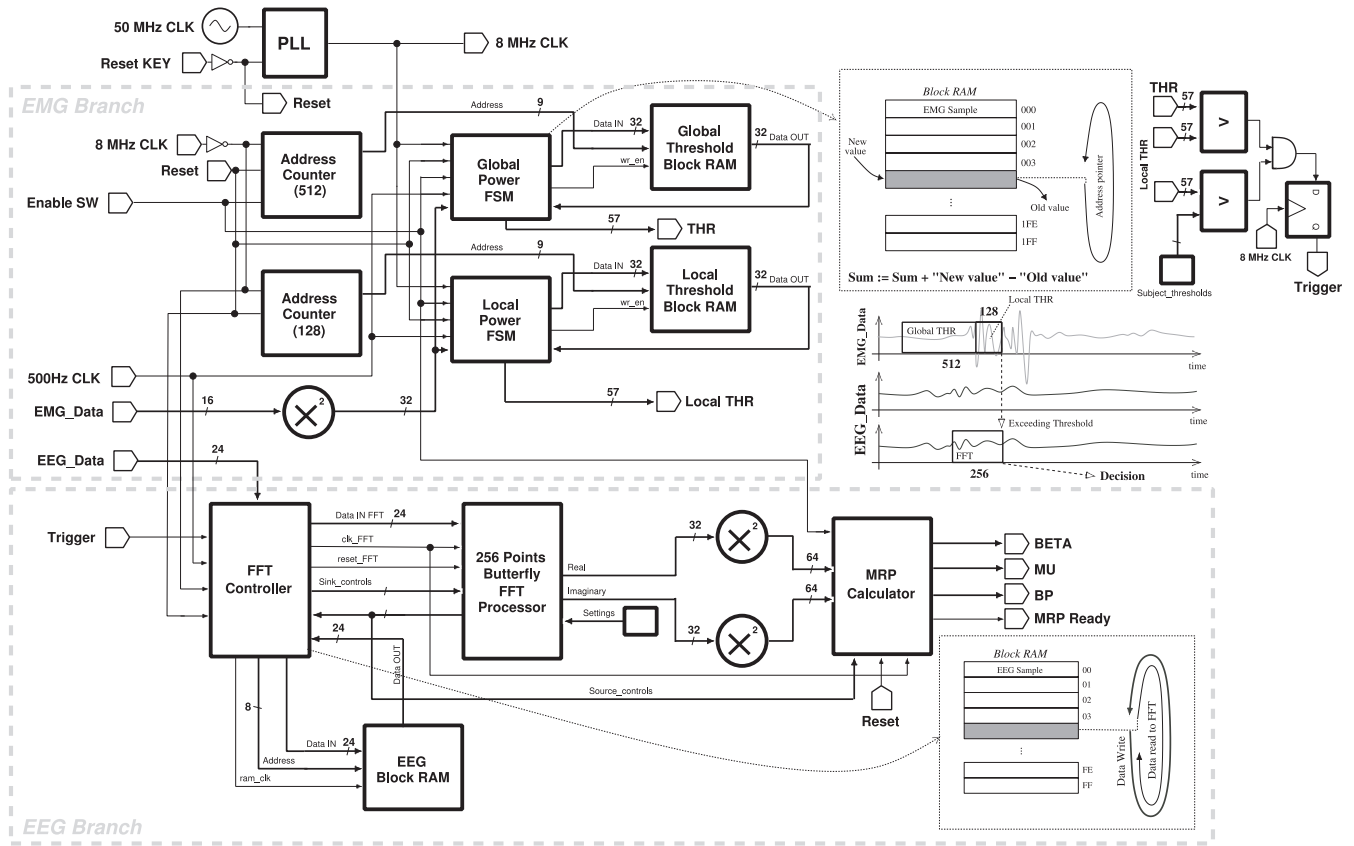 50 MHz CLK
PLL
8 MHz CLK
Reset KEY
Reset
EMG Branch
8 MHz CLK
Reset
Enable SW
Address
Counter
(512)
Address
9
Global
Power
FSM
Data IN
32
wr_en
Global
Threshold
Block RAM
32
Data OUT
57
THR
Address
Counter
(128)
Address
9
Local
Power
FSM
Data IN
32
wr_en
Local
Threshold
Block RAM
32
Data OUT
57
Local THR
500Hz CLK
EMG_Data
16
2
32
EEG_Data
24
Block RAM
EMG Sample
000
001
002
003
New
value
Old value
⋮
1FE
1FF
Address pointer
Sum := Sum + "New value" − "Old value"
THR
57
57
Local THR
57
>
>
D
Q
8 MHz CLK
Subject_thresholds
Trigger
EMG_Data
Global THR
128
Local THR
512
time
EEG_Data
time
Exceeding Threshold
FFT
256
Decision
time
Trigger
FFT
Controller
Data IN FFT
24
clk_FFT
reset_FFT
Sink_controls
256 Points
Butterfly
FFT
Processor
Real
Imaginary
Settings
32
2
64
32
2
64
MRP
Calculator
BETA
MU
BP
MRP Ready
24
Data OUT
Source_controls
Reset
8
Data IN
24
Address
ram_clk
EEG
Block RAM
Block RAM
EEG Sample
00
01
02
03
⋮
FE
FF
Data Write
Data read to FFT
EEG Branch